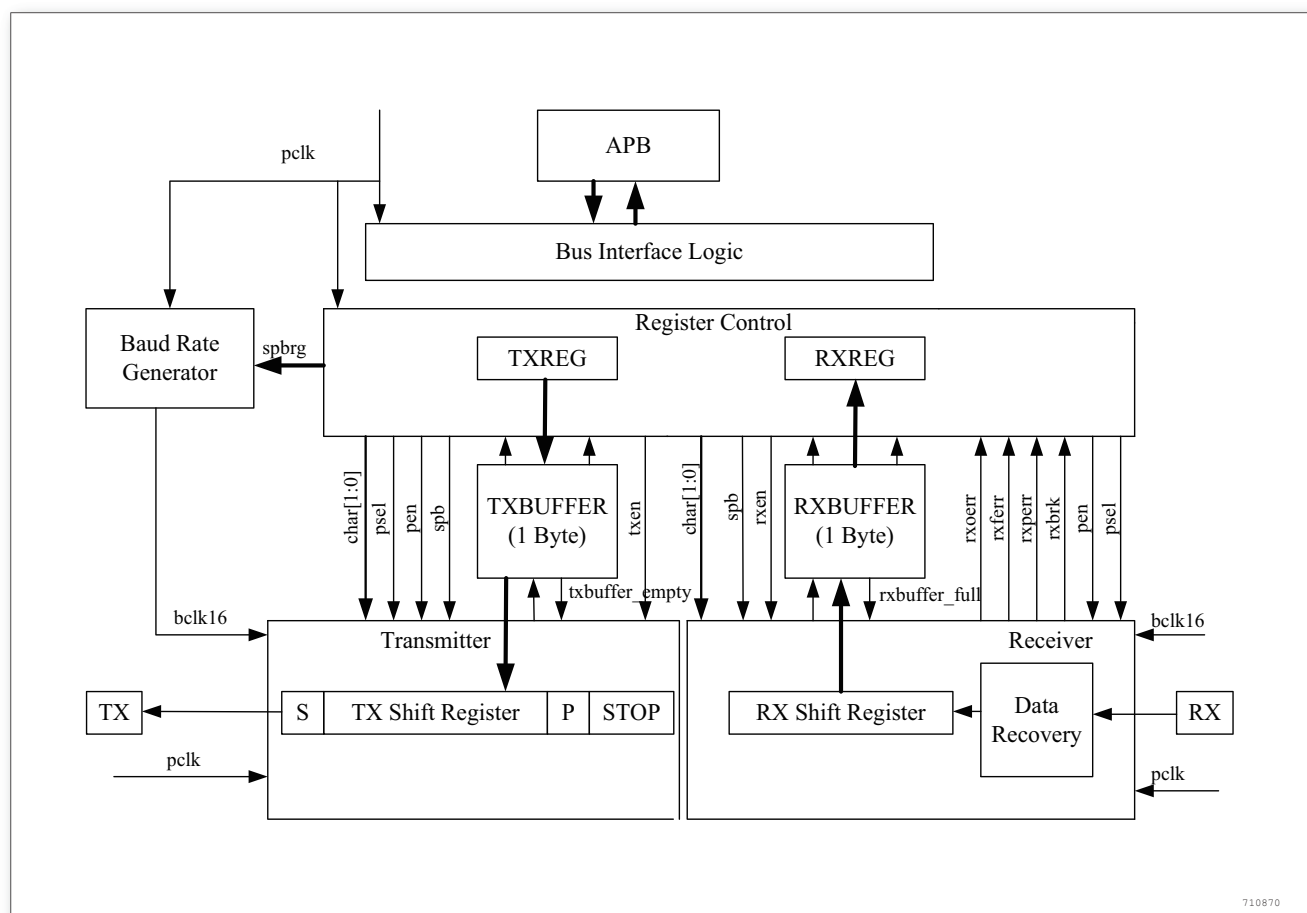 pclk
APB
Bus Interface Logic
Baud Rate
Generator
spbrg
Register Control
TXREG
RXREG
char[1:0]
psel
pen
spb
TXBUFFER
(1 Byte)
txen
char[1:0]
spb
rxen
RXBUFFER
(1 Byte)
rxoerr
rxferr
rxperr
rxbrk
pen
psel
txbuffer_empty
rxbuffer_full
bclk16
Transmitter
Receiver
bclk16
TX
S
TX Shift Register
P
STOP
RX Shift Register
Data
Recovery
RX
pclk
pclk
710870